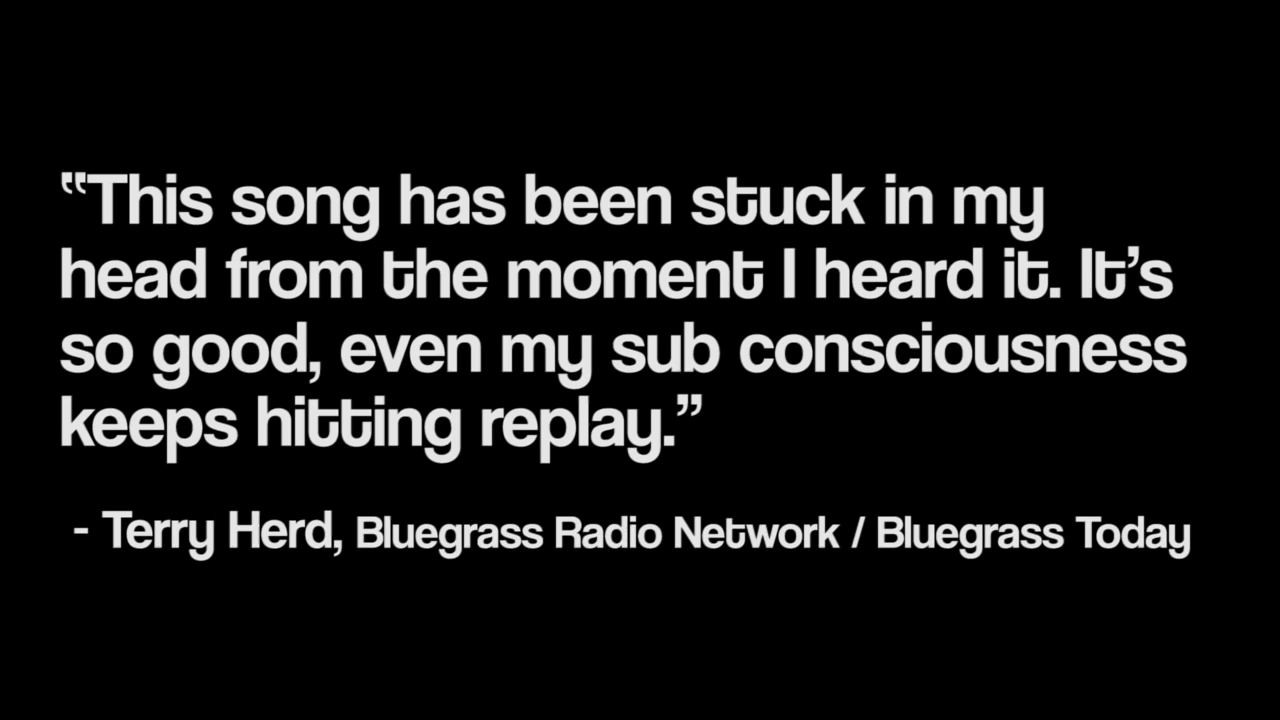 “This song has been stuck in my
head from the moment I heard it. It’s
so good, even my sub consciousness
keeps hitting replay.”
- Terry Herd, Bluegrass Radio Network / Bluegrass Today